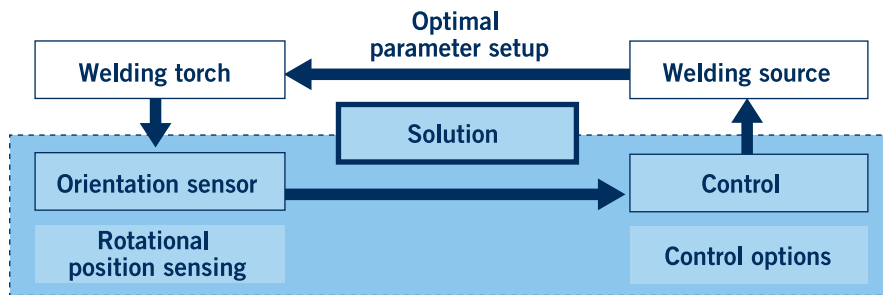 Optimal
parameter setup
Welding torch
Welding source
Solution
Orientation sensor
Control
Rotational
position sensing
Control options